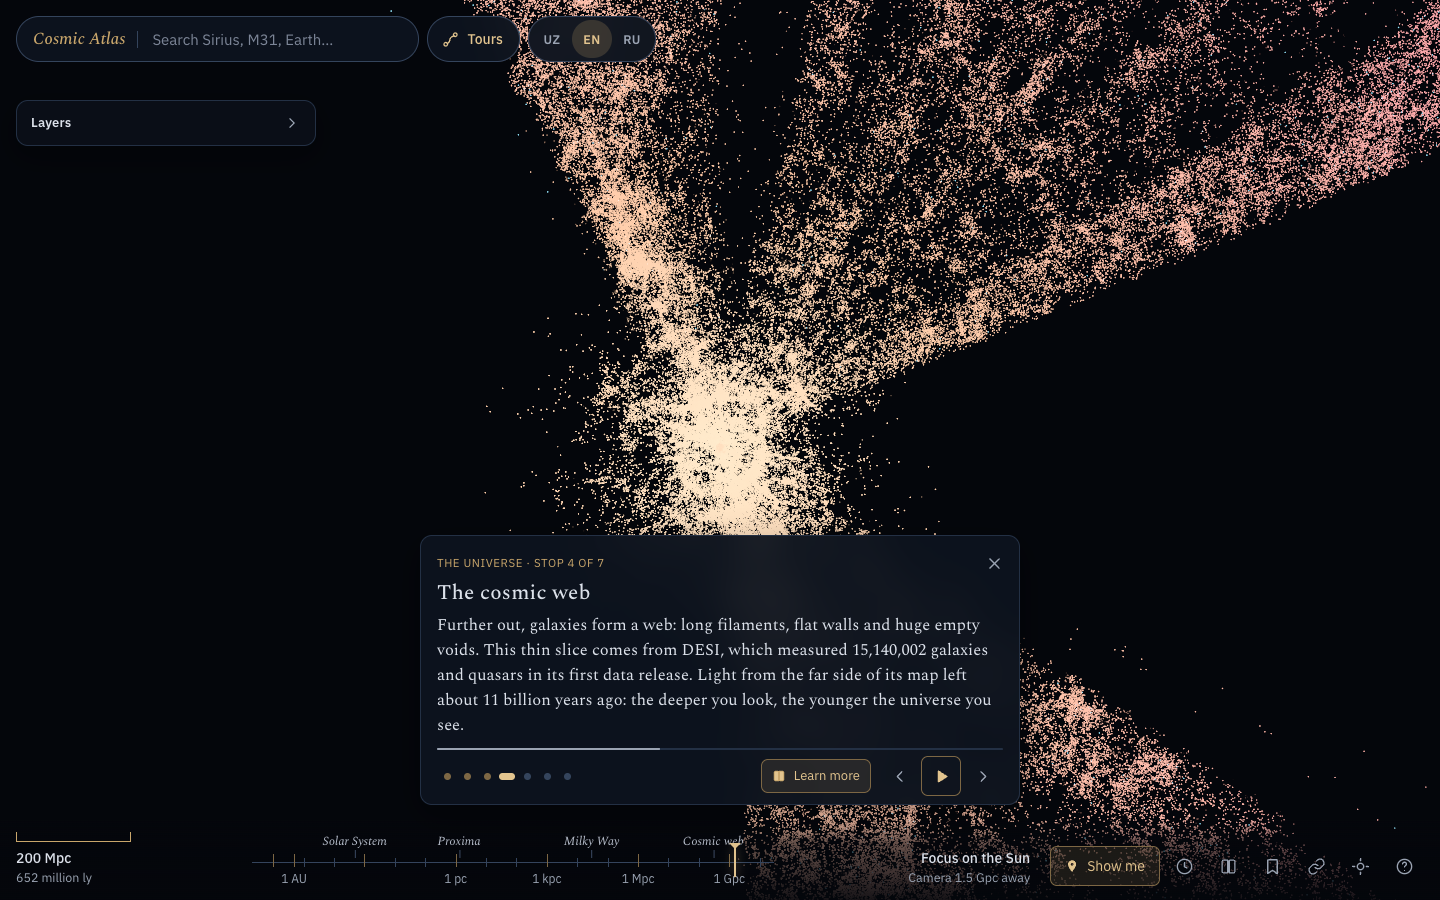 Cosmic Atlas
Search Sirius, M31, Earth...
Tours
UZ EN RU
Layers
THE UNIVERSE · STOP 4 OF 7
The cosmic web
Further out, galaxies form a web: long filaments, flat walls and huge empty
voids. This thin slice comes from DESI, which measured 15,140,002 galaxies
and quasars in its first data release. Light from the far side of its map left
about 11 billion years ago: the deeper you look, the younger the universe you
see.
Learn more
200 Mpc
652 million ly
Solar System Proxima Milky Way Cosmic web
1 AU 1 pc 1 kpc 1 Mpc 1 Gpc
Focus on the Sun
Camera 1.5 Gpc away
Show me